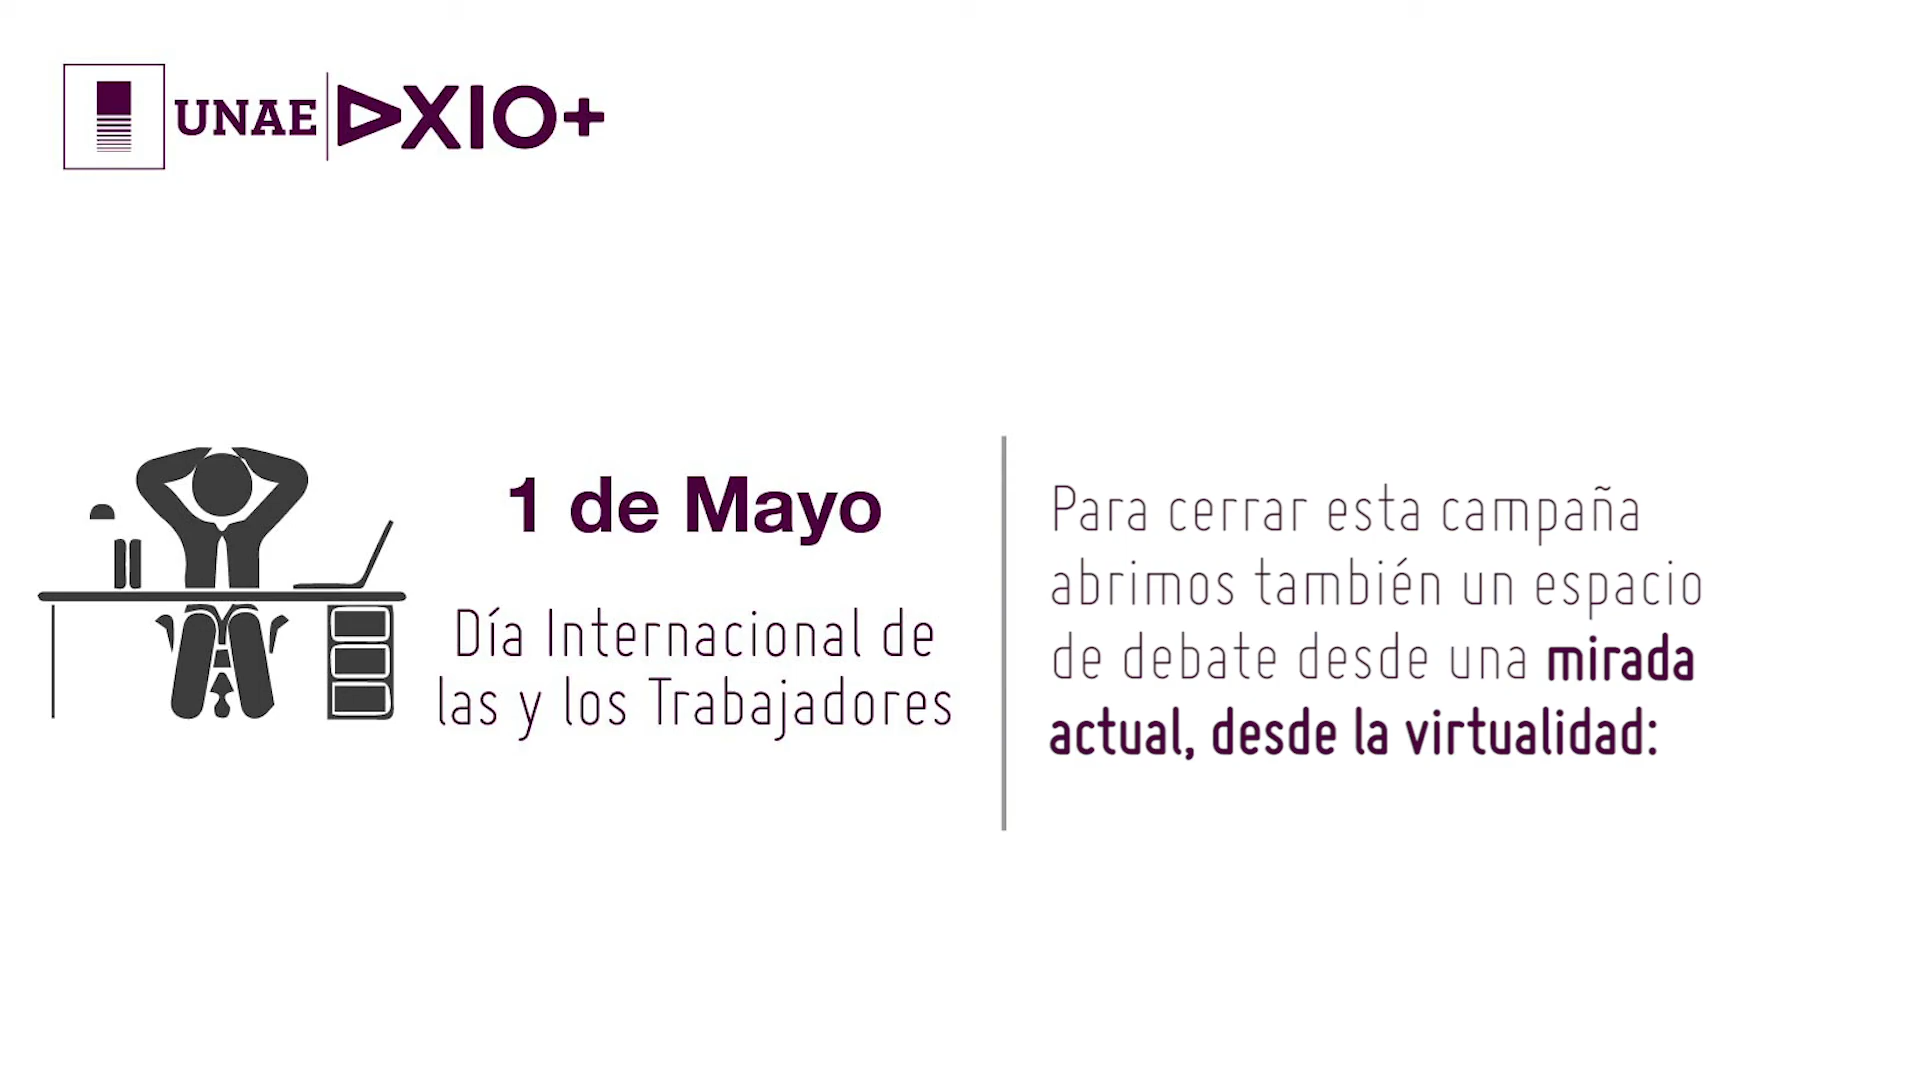 UNAE AXIO+
1 de Mayo
Día Internacional de
las y los Trabajadores
Para cerrar esta campaña
abrimos también un espacio
de debate desde una mirada
actual, desde la virtualidad: